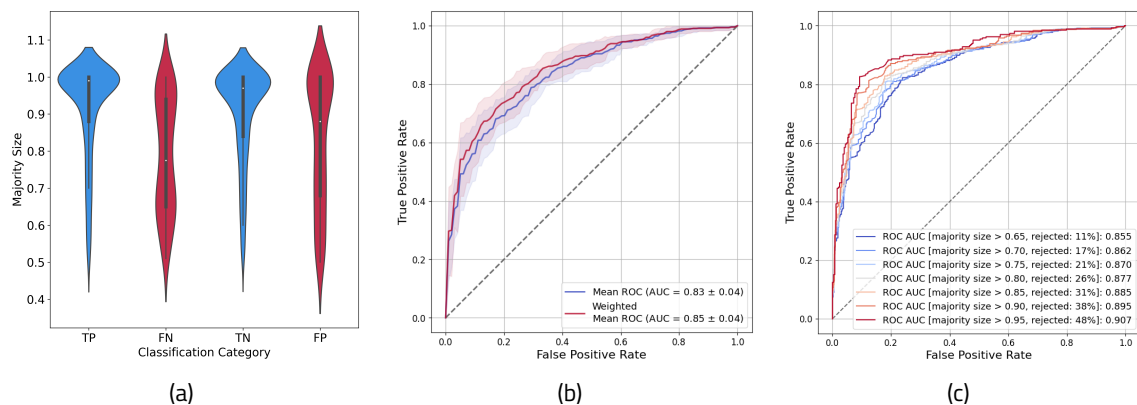 Majority Size
1.1
1.0
0.9
0.8
0.7
0.6
0.5
0.4
TP FN TN FP
Classification Category
(a)
True Positive Rate
1.0
0.8
0.6
0.4
0.2
0.0
Mean ROC (AUC = 0.83 ± 0.04)
Weighted
Mean ROC (AUC = 0.85 ± 0.04)
0.0 0.2 0.4 0.6 0.8 1.0
False Positive Rate
(b)
True Positive Rate
1.0
0.8
0.6
0.4
0.2
0.0
ROC AUC [majority size > 0.65, rejected: 11%]: 0.855
ROC AUC [majority size > 0.70, rejected: 17%]: 0.862
ROC AUC [majority size > 0.75, rejected: 21%]: 0.870
ROC AUC [majority size > 0.80, rejected: 26%]: 0.877
ROC AUC [majority size > 0.85, rejected: 31%]: 0.885
ROC AUC [majority size > 0.90, rejected: 38%]: 0.895
ROC AUC [majority size > 0.95, rejected: 48%]: 0.907
0.0 0.2 0.4 0.6 0.8 1.0
False Positive Rate
(c)